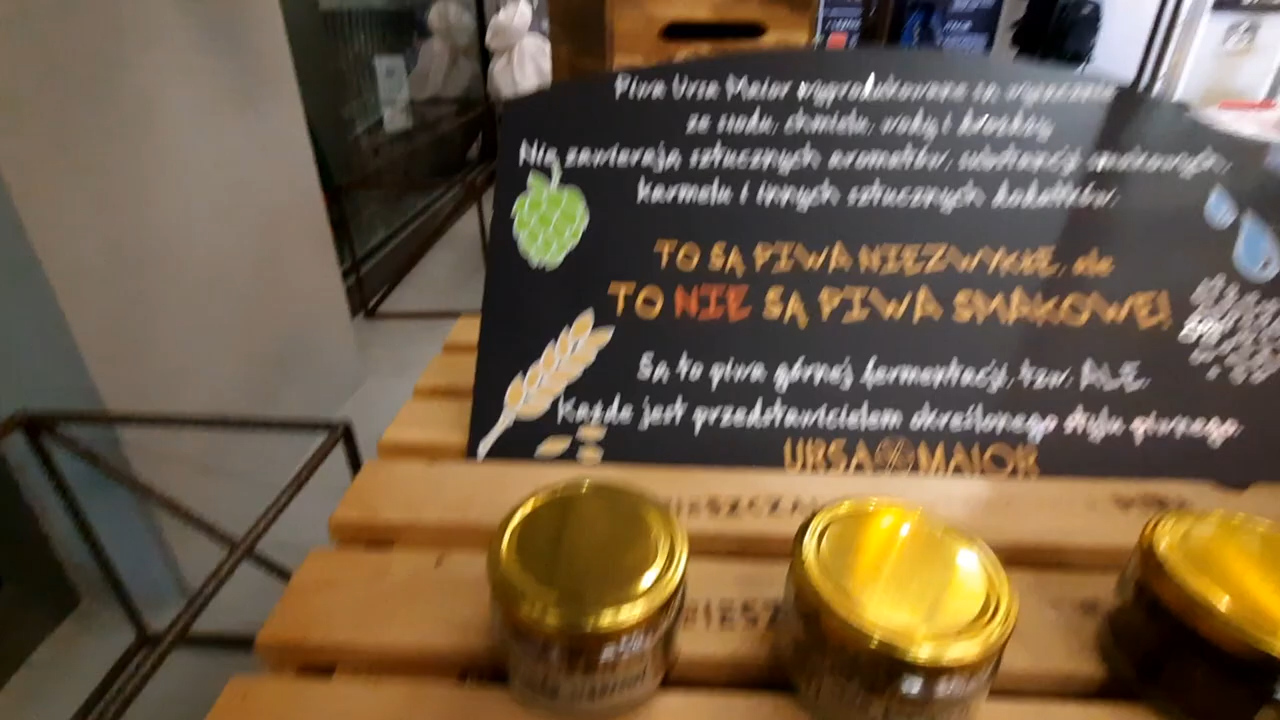 Piwa Ursa Maior wyprodukowane są wyłącznie
ze słodu, chmielu, wody i drożdży
Nie zawierają sztucznych aromatów, substancji smakowych,
karmelu i innych sztucznych dodatków.
TO SĄ PIWA NIEZWYKŁE, ale
TO NIE SĄ PIWA SMAKOWE!
Są to piwa górnej fermentacji, tzw. ALE.
Każde jest przedstawicielem określonego stylu piwnego.
URSA MAIOR